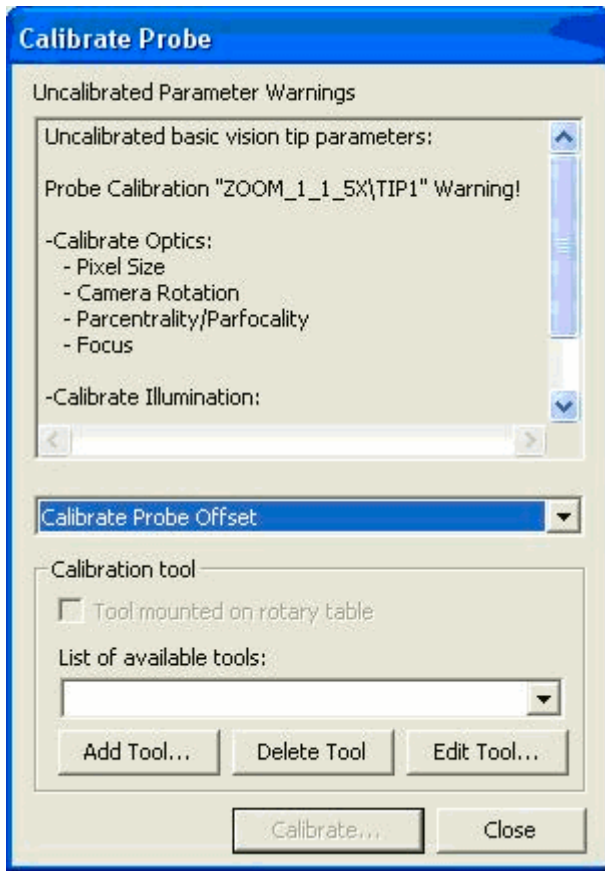 Calibrate Probe
Uncalibrated Parameter Warnings
Uncalibrated basic vision tip parameters:
Probe Calibration "ZOOM_1_1_5X\TIP1" Warning!
-Calibrate Optics:
- Pixel Size
- Camera Rotation
- Parcentrality/Parfocality
- Focus
-Calibrate Illumination:
Calibrate Probe Offset
Calibration tool
Tool mounted on rotary table
List of available tools:
Add Tool... Delete Tool Edit Tool...
Calibrate... Close